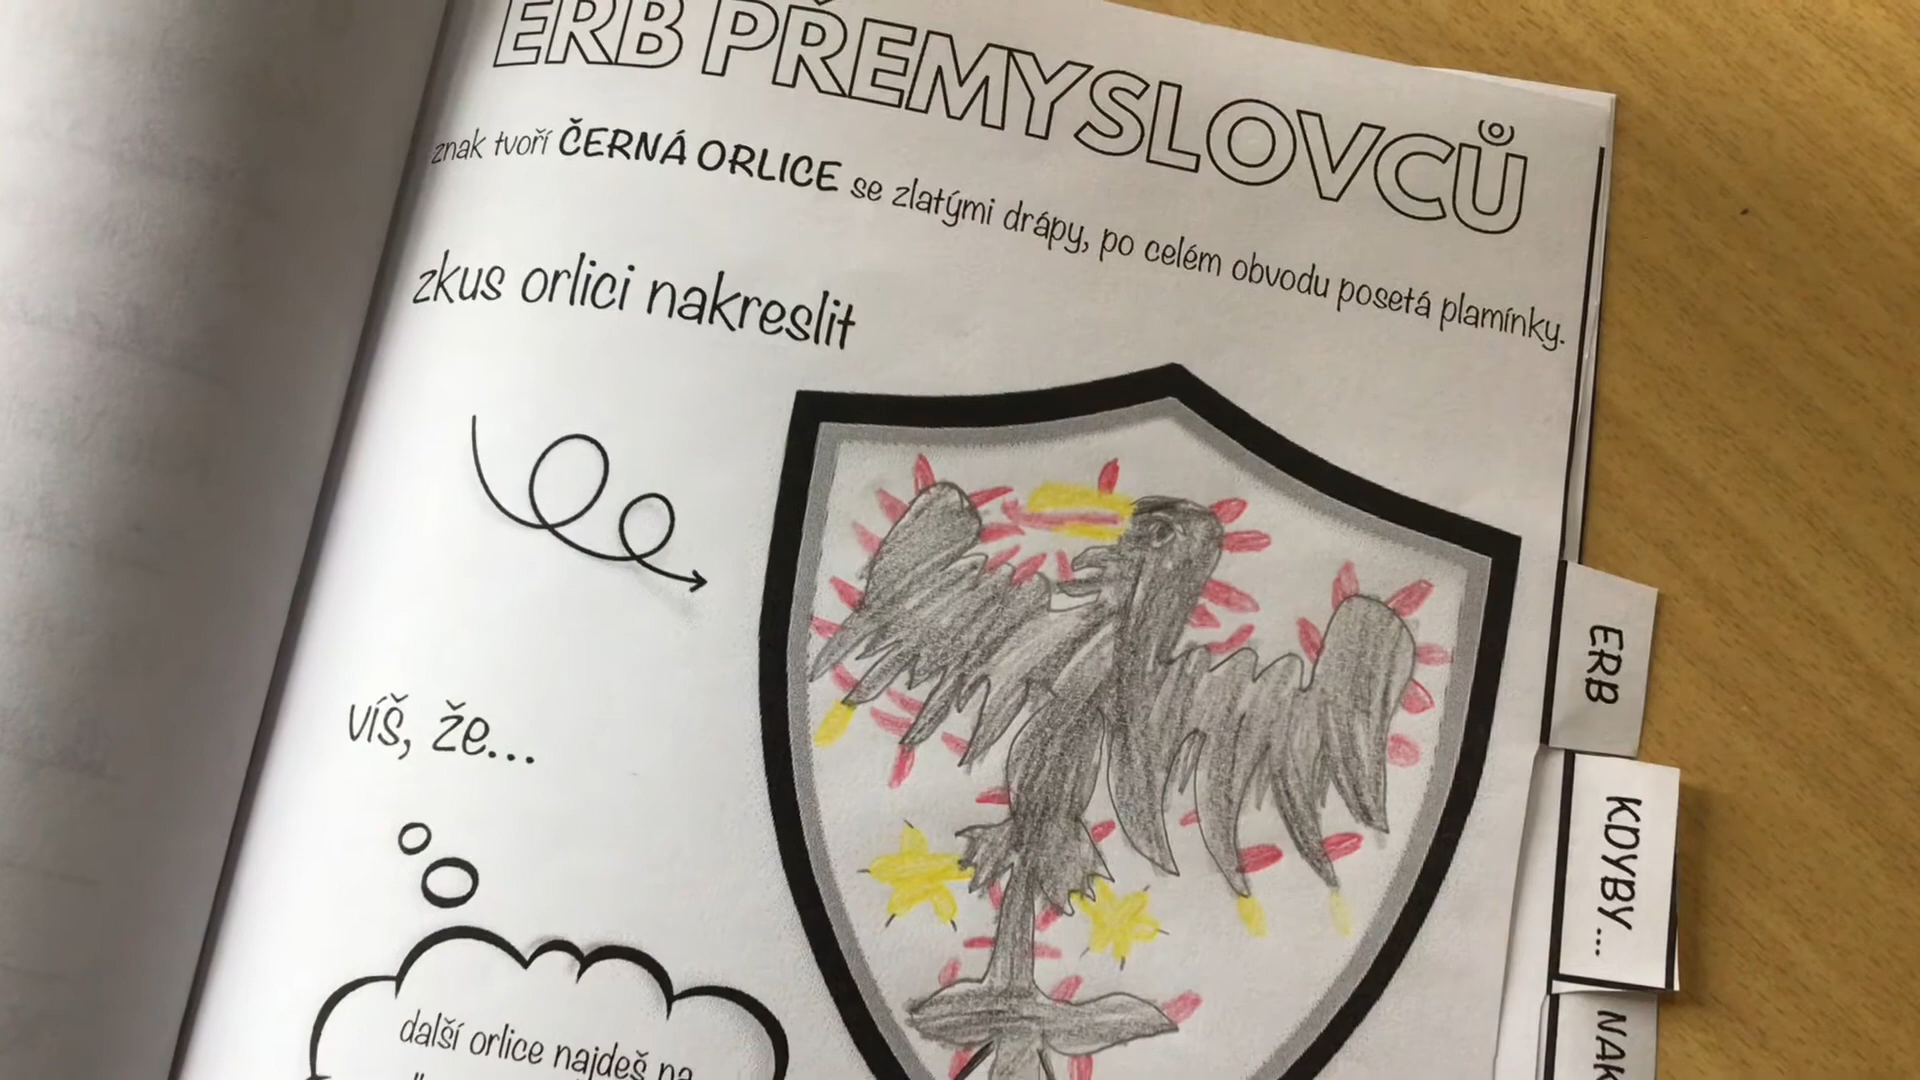 ERB PŘEMYSLOVCŮ
znak tvoří ČERNÁ ORLICE se zlatými drápy, po celém obvodu posetá plamínky.
zkus orlici nakreslit
víš, že...
další orlice najdeš na
ERB
KDYBY...
NAK